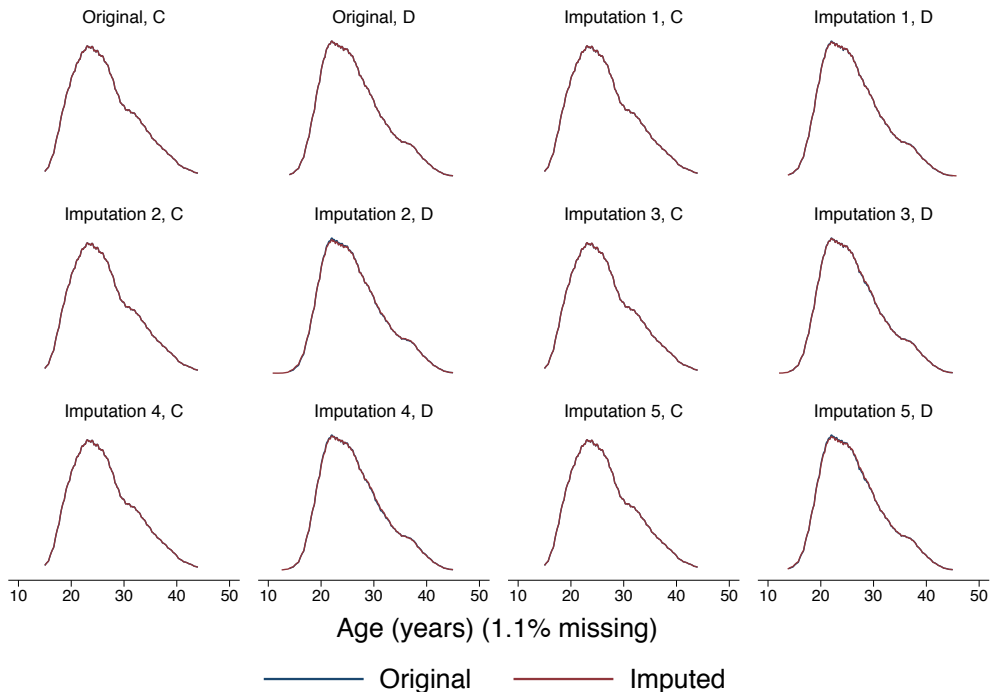 Original, C Original, D Imputation 1, C Imputation 1, D
Imputation 2, C Imputation 2, D Imputation 3, C Imputation 3, D
Imputation 4, C Imputation 4, D Imputation 5, C Imputation 5, D
10 20 30 40 50 10 20 30 40 50 10 20 30 40 50 10 20 30 40 50
Age (years) (1.1% missing)
Original Imputed